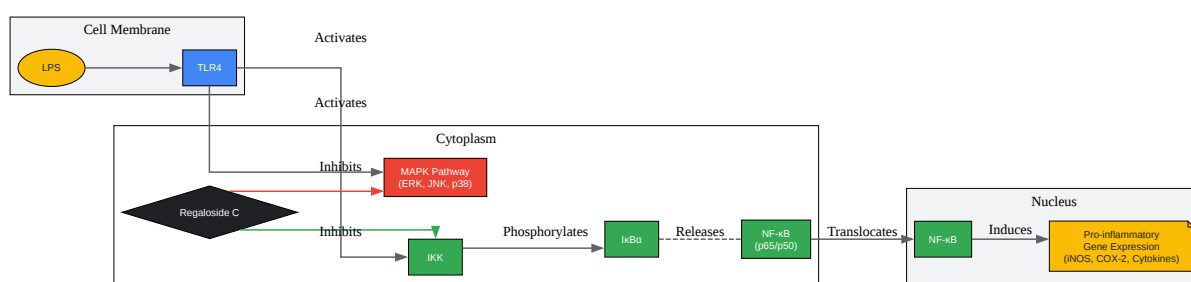 Cell Membrane
LPS
TLR4
Activates
Activates
Cytoplasm
Inhibits
MAPK Pathway
(ERK, JNK, p38)
Regaloside C
Inhibits
IKK
Phosphorylates
IκBα
Releases
NF-κB
(p65/p50)
Translocates
Nucleus
NF-κB
Induces
Pro-inflammatory
Gene Expression
(iNOS, COX-2, Cytokines)